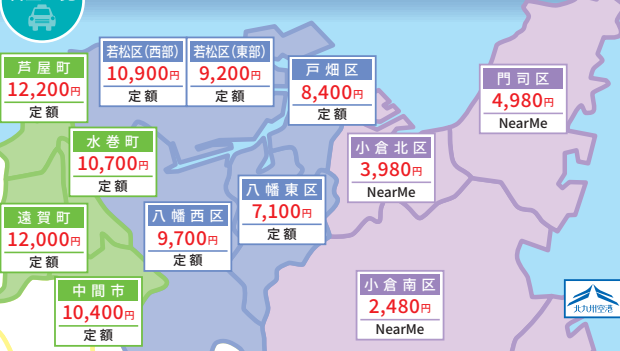 芦屋町
12,200円
定額
若松区(西部)
10,900円
定額
若松区(東部)
9,200円
定額
戸畑区
8,400円
定額
門司区
4,980円
NearMe
水巻町
10,700円
定額
小倉北区
3,980円
NearMe
八幡東区
7,100円
定額
遠賀町
12,000円
定額
八幡西区
9,700円
定額
中間市
10,400円
定額
小倉南区
2,480円
NearMe
北九州空港